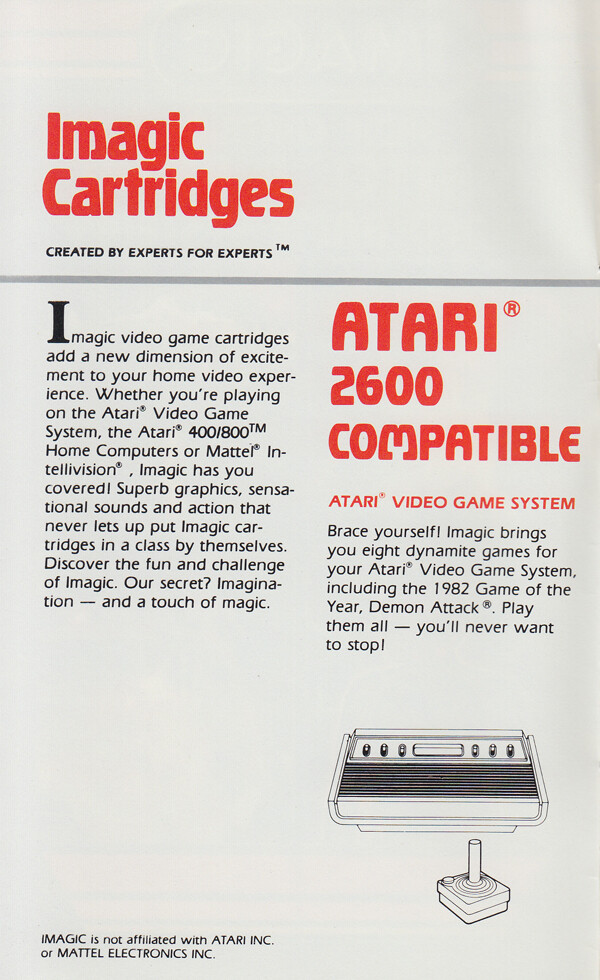 Imagic
Cartridges
CREATED BY EXPERTS FOR EXPERTS™
Imagic video game cartridges
add a new dimension of excite-
ment to your home video exper-
ience. Whether you're playing
on the Atari® Video Game
System, the Atari® 400/800™
Home Computers or Mattel® In-
tellivision® , Imagic has you
covered! Superb graphics, sensa-
tional sounds and action that
never lets up put Imagic car-
tridges in a class by themselves.
Discover the fun and challenge
of Imagic. Our secret? Imagina-
tion — and a touch of magic.
ATARI®
2600
COMPATIBLE
ATARI® VIDEO GAME SYSTEM
Brace yourself! Imagic brings
you eight dynamite games for
your Atari® Video Game System,
including the 1982 Game of the
Year, Demon Attack®. Play
them all — you'll never want
to stop!
IMAGIC is not affiliated with ATARI INC.
or MATTEL ELECTRONICS INC.